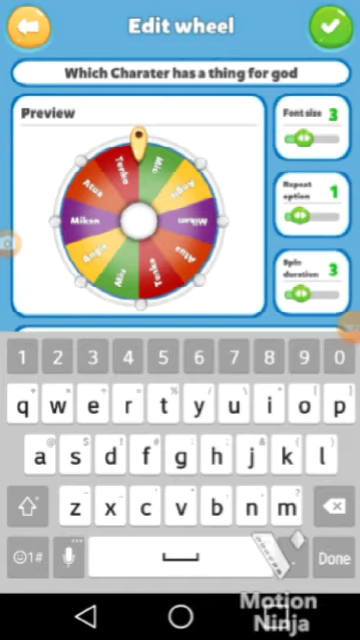 Edit wheel
Which Charater has a thing for god
Preview
Font size 3
Repeat option 1
Spin duration 3
Mio
Angie
Mikan
Atua
Tenko
Mio
Angie
Mikan
Atua
Tenko
1 2 3 4 5 6 7 8 9 0
q w e r t y u i o p
a s d f g h j k l
z x c v b n m
☺1# Done
Motion
Ninja